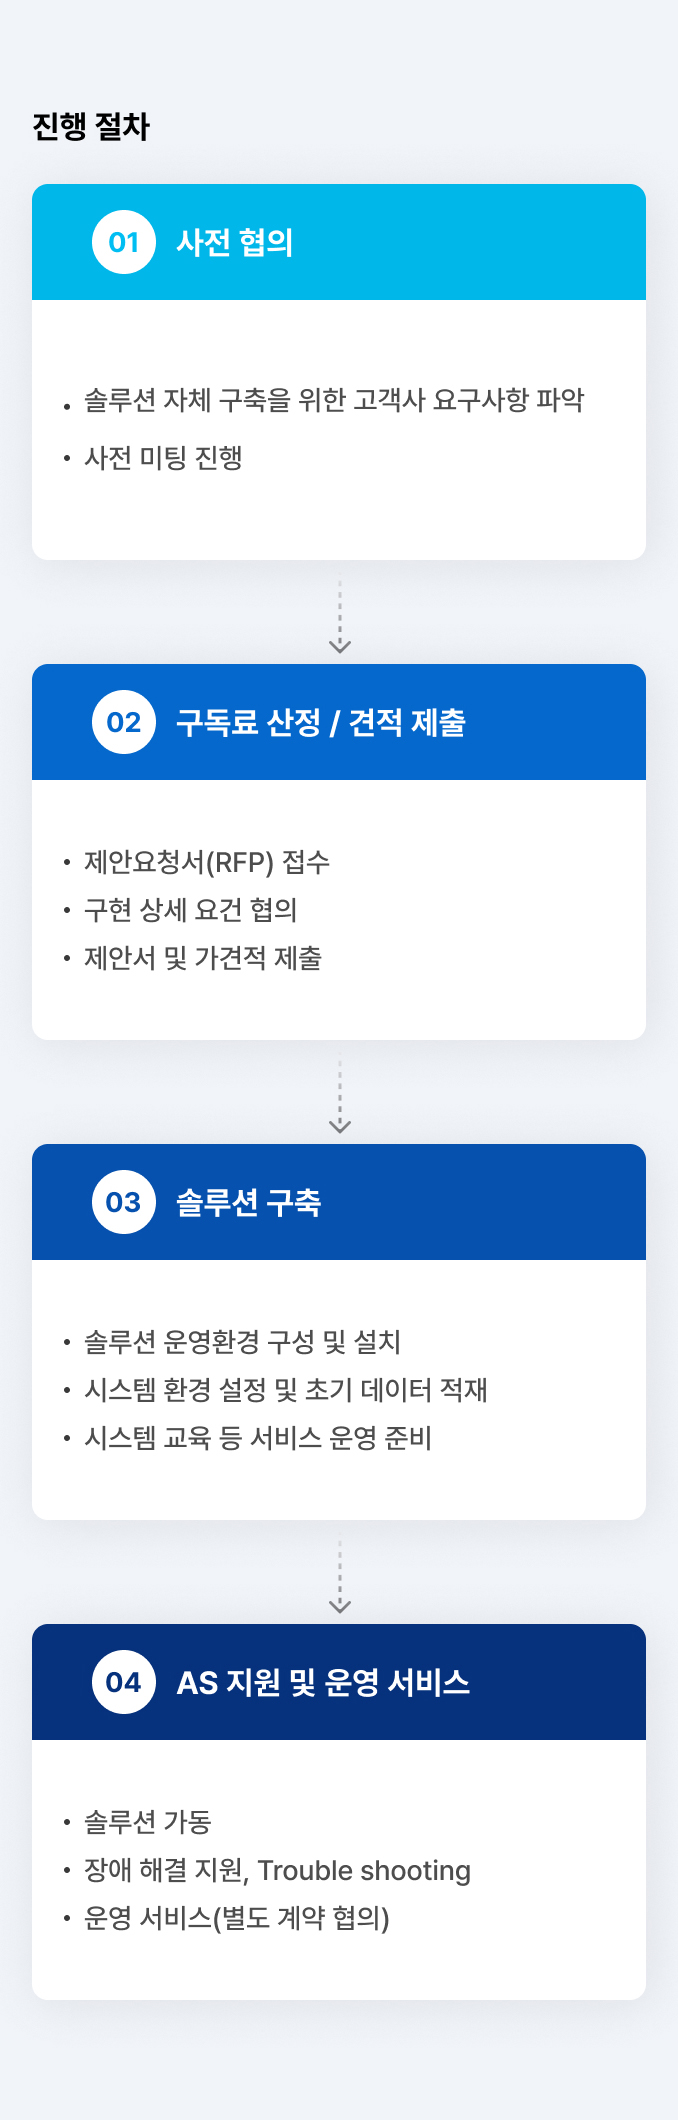 진행 절차
01 사전 협의
• 솔루션 자체 구축을 위한 고객사 요구사항 파악
• 사전 미팅 진행
02 구독료 산정 / 견적 제출
• 제안요청서(RFP) 접수
• 구현 상세 요건 협의
• 제안서 및 가견적 제출
03 솔루션 구축
• 솔루션 운영환경 구성 및 설치
• 시스템 환경 설정 및 초기 데이터 적재
• 시스템 교육 등 서비스 운영 준비
04 AS 지원 및 운영 서비스
• 솔루션 가동
• 장애 해결 지원, Trouble shooting
• 운영 서비스(별도 계약 협의)